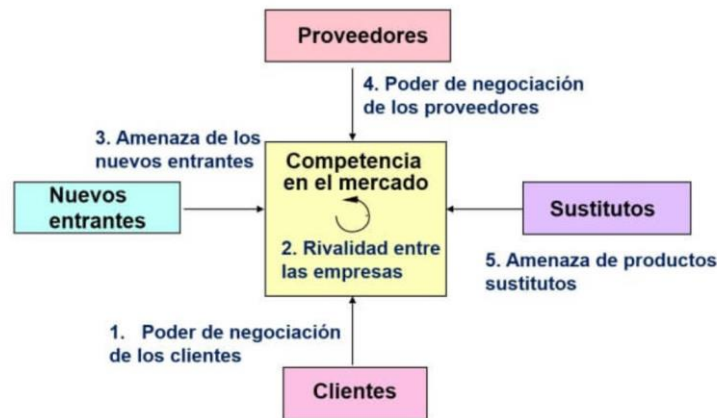 Proveedores
4. Poder de negociación
de los proveedores
3. Amenaza de los
nuevos entrantes
Competencia
en el mercado
Nuevos
entrantes
Sustitutos
2. Rivalidad entre
las empresas
5. Amenaza de productos
sustitutos
1. Poder de negociación
de los clientes
Clientes